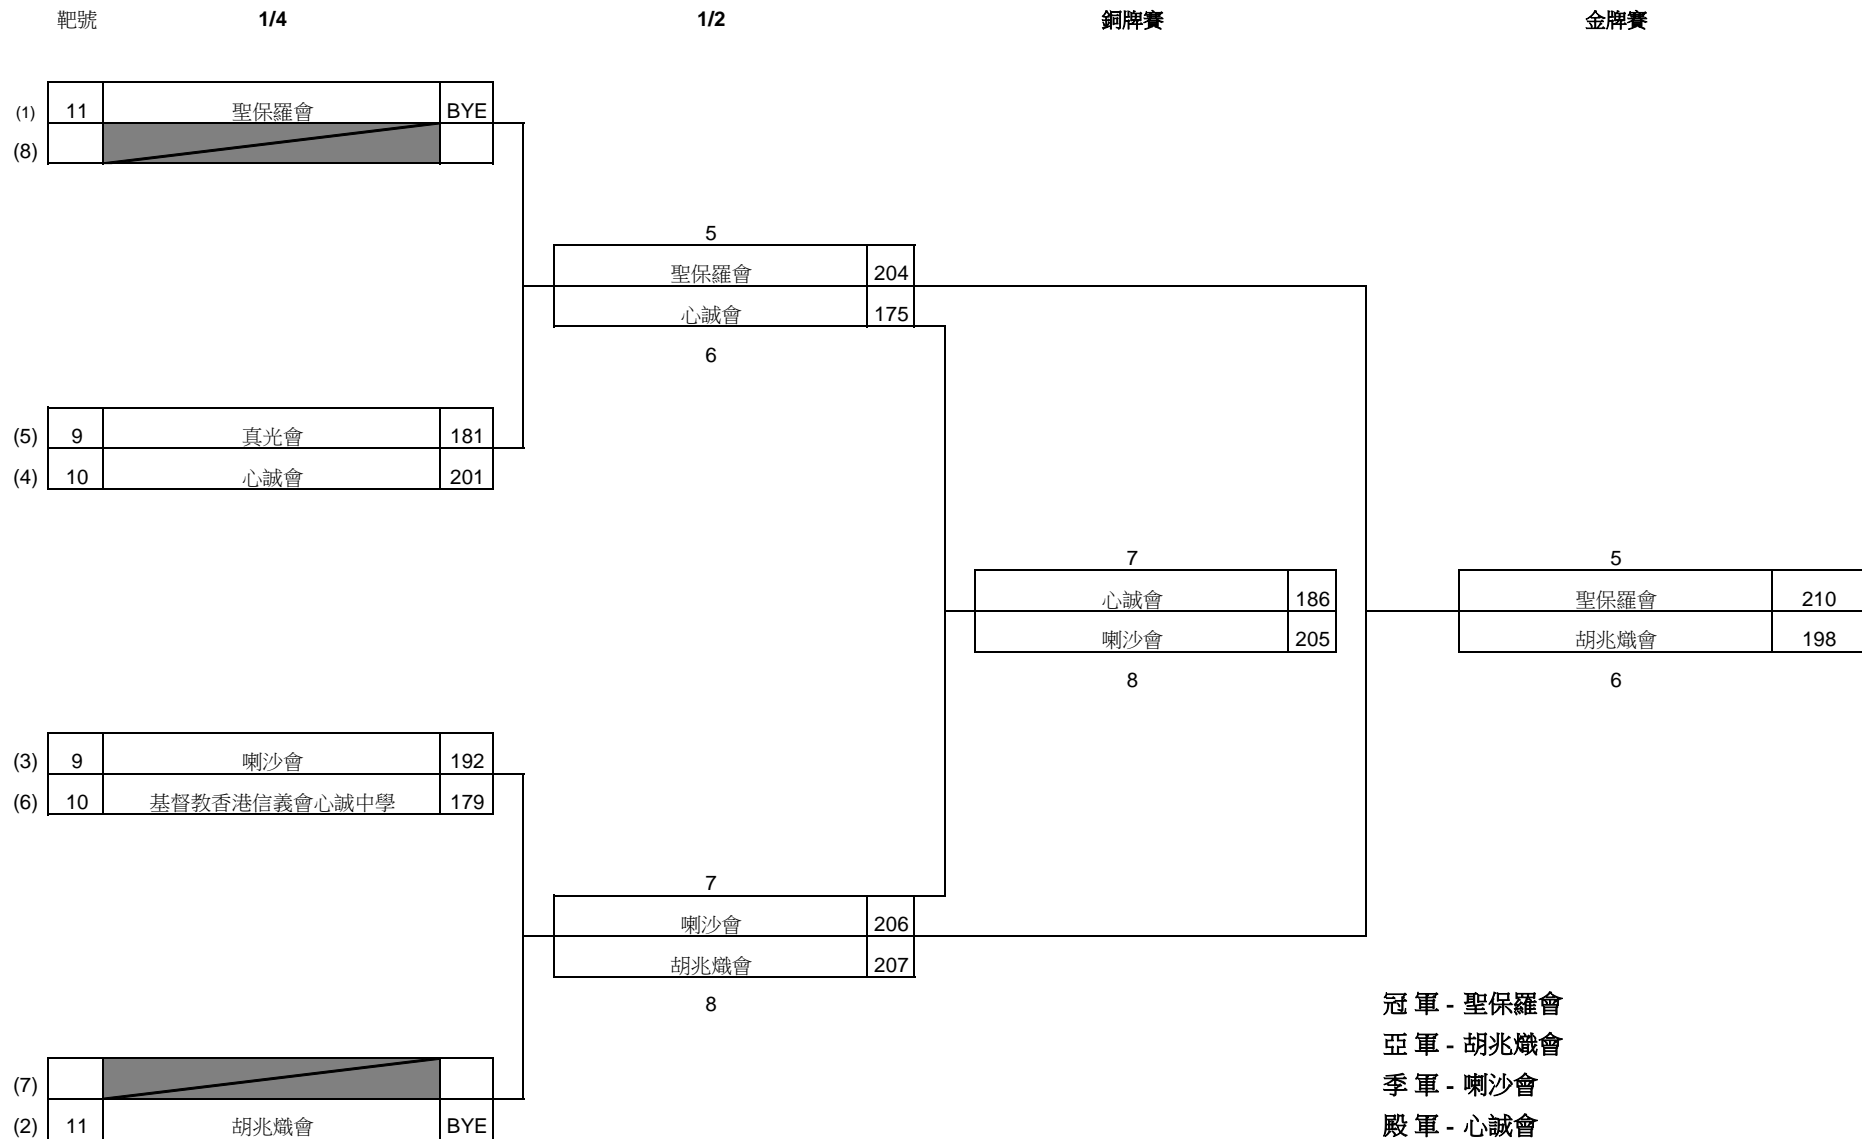 靶號 1/4 1/2 銅牌賽 金牌賽
(1) 11 聖保羅會 BYE
(8)
5
聖保羅會 204
心誠會 175
6
(5) 9 真光會 181
(4) 10 心誠會 201
7 5
心誠會 186 聖保羅會 210
喇沙會 205 胡兆熾會 198
8 6
(3) 9 喇沙會 192
(6) 10 基督教香港信義會心誠中學 179
7
喇沙會 206
胡兆熾會 207
8
冠 軍 - 聖保羅會
亞 軍 - 胡兆熾會
季 軍 - 喇沙會
(7)
(2) 11 胡兆熾會 BYE
殿 軍 - 心誠會